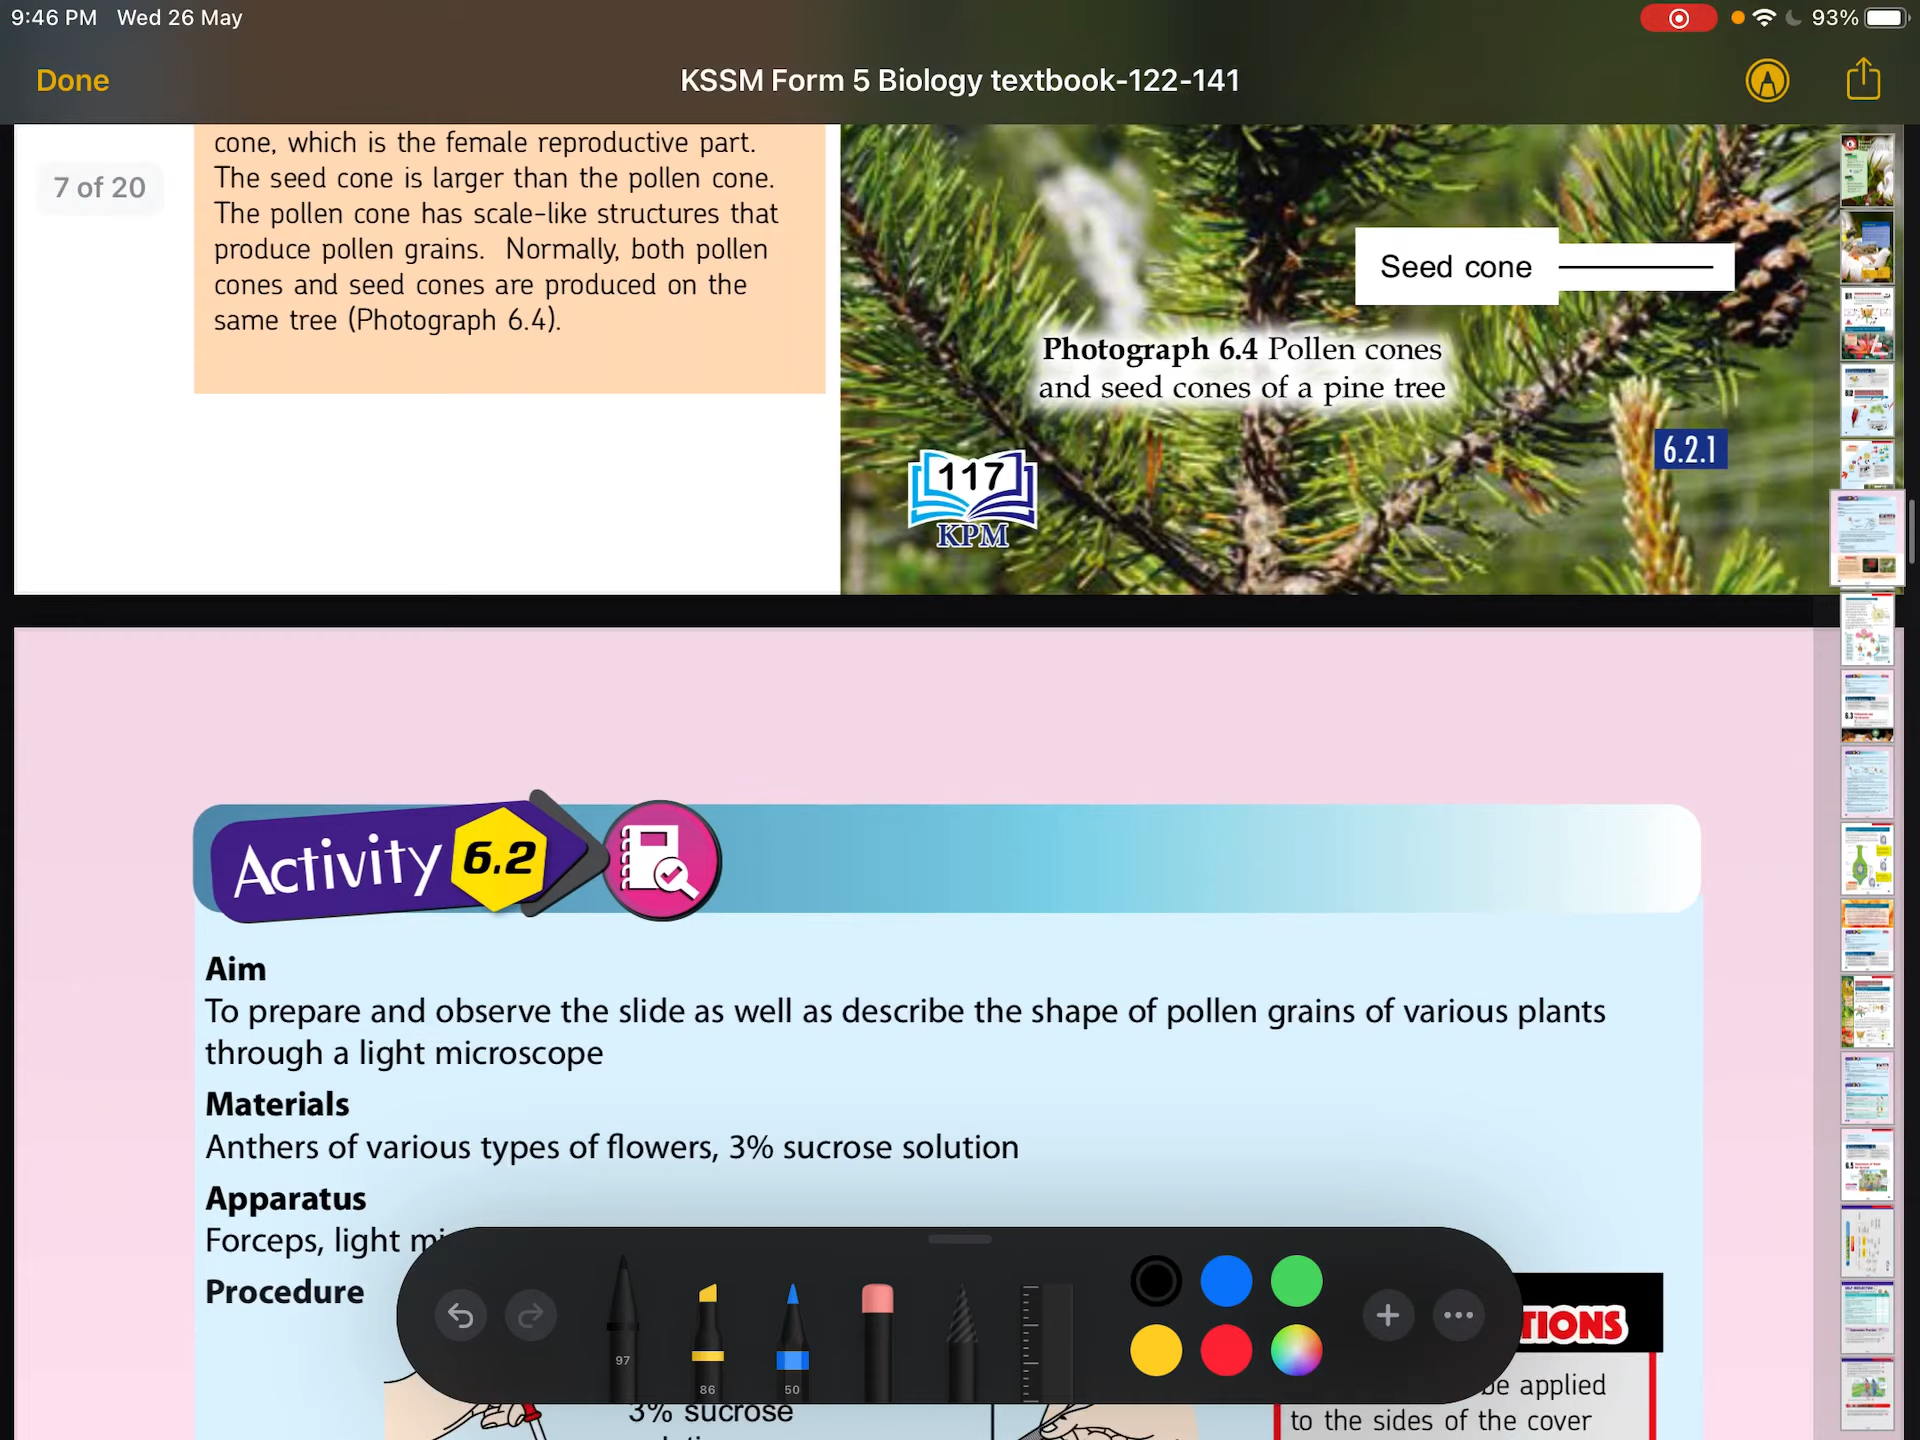 9:46 PM Wed 26 May
93%
Done
KSSM Form 5 Biology textbook-122-141
7 of 20
cone, which is the female reproductive part.
The seed cone is larger than the pollen cone.
The pollen cone has scale-like structures that
produce pollen grains. Normally, both pollen
cones and seed cones are produced on the
same tree (Photograph 6.4).
Seed cone
Photograph 6.4 Pollen cones
and seed cones of a pine tree
6.2.1
117
KPM
Activity 6.2
Aim
To prepare and observe the slide as well as describe the shape of pollen grains of various plants
through a light microscope
Materials
Anthers of various types of flowers, 3% sucrose solution
Apparatus
Forceps, light mi
Procedure
TIONS
97
86
50
be applied
3% sucrose
to the sides of the cover